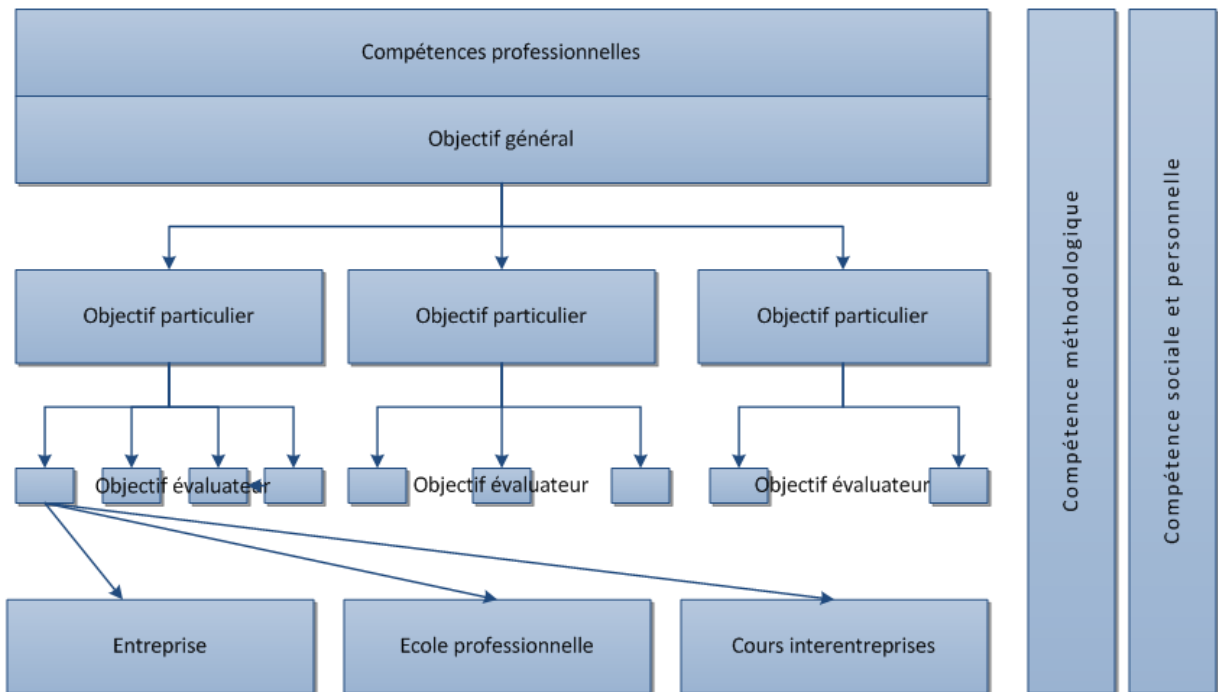 Compétences professionnelles
Objectif général
Objectif particulier
Objectif particulier
Objectif particulier
Objectif évaluateur
Objectif évaluateur
Objectif évaluateur
Entreprise
Ecole professionnelle
Cours interentreprises
Compétence méthodologique
Compétence sociale et personnelle